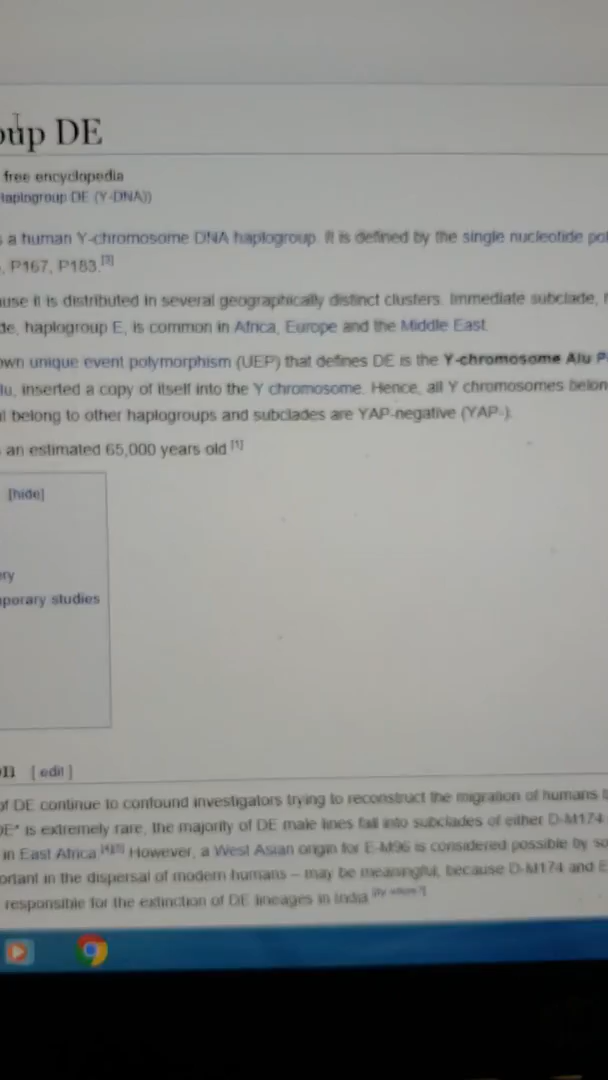 oup DE
free encyclopedia
Haplogroup DE (Y-DNA))
a human Y-chromosome DNA haplogroup. It is defined by the single nucleotide pol
, P167, P183.[3]
use it is distributed in several geographically distinct clusters. Immediate subclade,
de, haplogroup E, is common in Africa, Europe and the Middle East.
own unique event polymorphism (UEP) that defines DE is the Y-chromosome Alu P
lu, inserted a copy of itself into the Y chromosome. Hence, all Y chromosomes belon
belong to other haplogroups and subclades are YAP-negative (YAP-).
an estimated 65,000 years old [1]
[hide]
ry
mporary studies
on [ edit ]
of DE continue to confound investigators trying to reconstruct the migration of humans
DE* is extremely rare, the majority of DE male lines fall into subclades of either D-M174
in East Africa. However, a West Asian origin for E-M96 is considered possible by so
ortant in the dispersal of modern humans – may be meaningful, because D-M174 and E
responsible for the extinction of DE lineages in India.